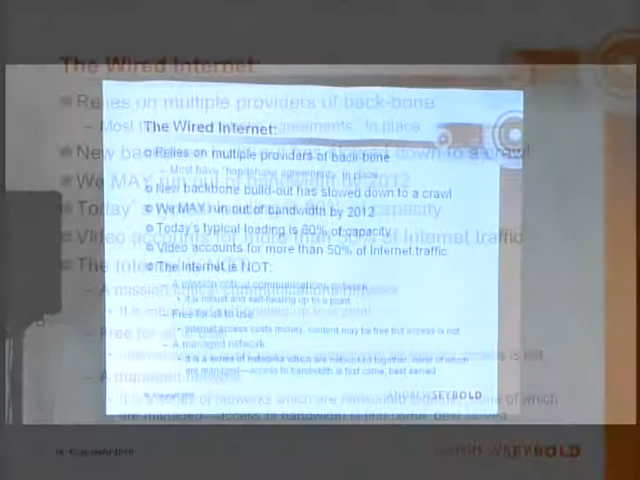 The Wired Internet:
Relies on multiple providers of back-bone
– Most have "handshake agreements" in place
New backbone build-out has slowed down to a crawl
We MAY run out of bandwidth by 2012
Today's typical loading is 80% of capacity
Video accounts for more than 50% of Internet traffic
The Internet is NOT:
– A mission critical communications network
• It is robust and self-healing up to a point
– Free for all to use
• Internet access costs money, content may be free but access is not
– A managed network
• It is a series of networks which are networked together, none of which
are managed—access to bandwidth is first come, best served
ANDREWSEYBOLD
Copyright 2010